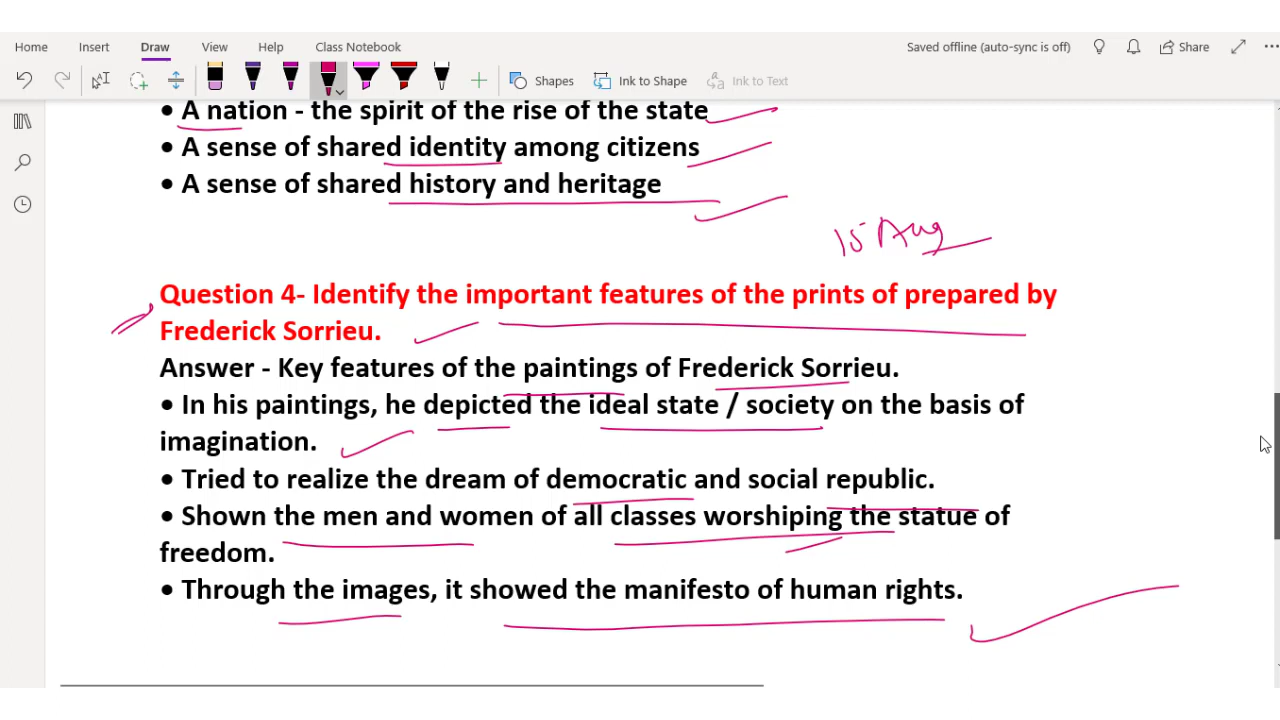 Home Insert Draw View Help Class Notebook Saved offline (auto-sync is off) Share
Shapes Ink to Shape Ink to Text
• A nation - the spirit of the rise of the state
• A sense of shared identity among citizens
• A sense of shared history and heritage
15 Aug
Question 4- Identify the important features of the prints of prepared by
Frederick Sorrieu.
Answer - Key features of the paintings of Frederick Sorrieu.
• In his paintings, he depicted the ideal state / society on the basis of
imagination.
• Tried to realize the dream of democratic and social republic.
• Shown the men and women of all classes worshiping the statue of
freedom.
• Through the images, it showed the manifesto of human rights.